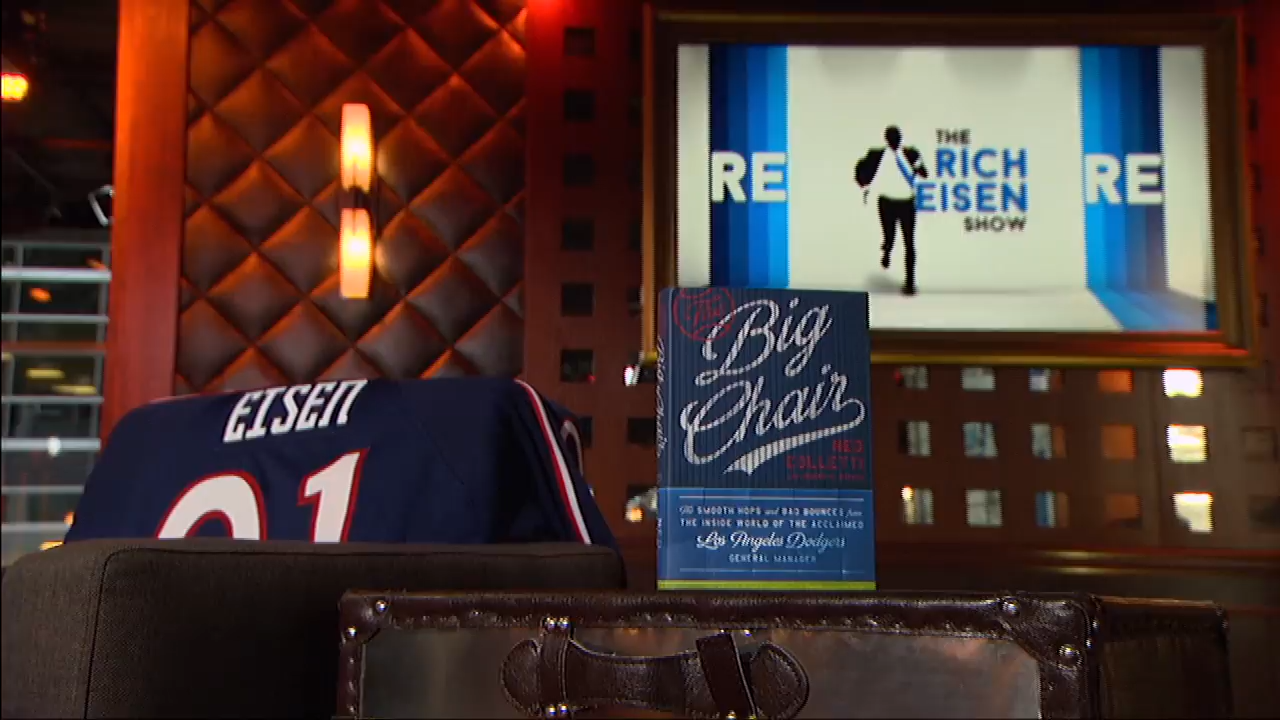 THE
RICH
EISEN
SHOW
RE
RE
The
Big
Chair
NED
COLLETTI
The SMOOTH HOPS and BAD BOUNCES from
THE INSIDE WORLD OF THE ACCLAIMED
Los Angeles Dodgers
GENERAL MANAGER
EISEN